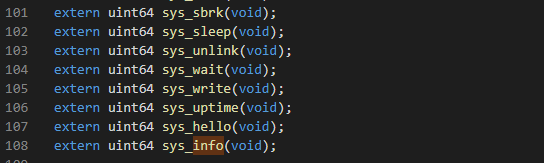 101 extern uint64 sys_sbrk(void);
102 extern uint64 sys_sleep(void);
103 extern uint64 sys_unlink(void);
104 extern uint64 sys_wait(void);
105 extern uint64 sys_write(void);
106 extern uint64 sys_uptime(void);
107 extern uint64 sys_hello(void);
108 extern uint64 sys_info(void);